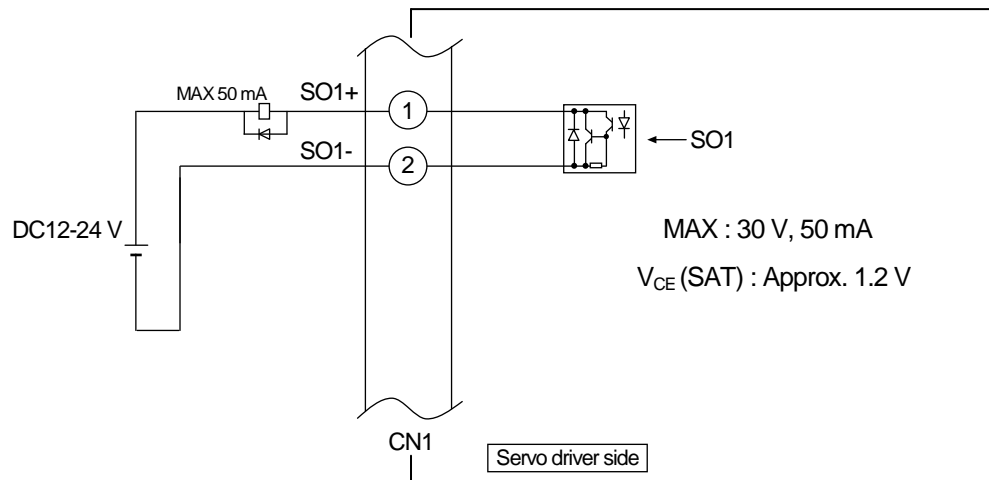 MAX 50 mA
SO1+
1
SO1
SO1-
2
DC12-24 V
MAX : 30 V, 50 mA
VCE (SAT) : Approx. 1.2 V
CN1
Servo driver side